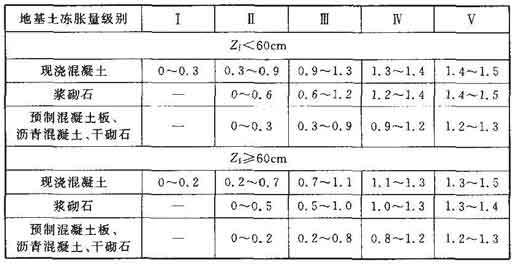 地基土冻胀量级别 Ⅰ Ⅱ Ⅲ Ⅳ Ⅴ
Zf<60cm
现浇混凝土 0~0.3 0.3~0.9 0.9~1.3 1.3~1.4 1.4~1.5
浆砌石 — 0~0.6 0.6~1.2 1.2~1.4 1.4~1.5
预制混凝土板、
沥青混凝土、干砌石 — 0~0.3 0.3~0.9 0.9~1.2 1.2~1.3
Zf≥60cm
现浇混凝土 0~0.2 0.2~0.7 0.7~1.1 1.1~1.3 1.3~1.5
浆砌石 — 0~0.5 0.5~1.0 1.0~1.3 1.3~1.4
预制混凝土板、
沥青混凝土、干砌石 — 0~0.2 0.2~0.8 0.8~1.2 1.2~1.3